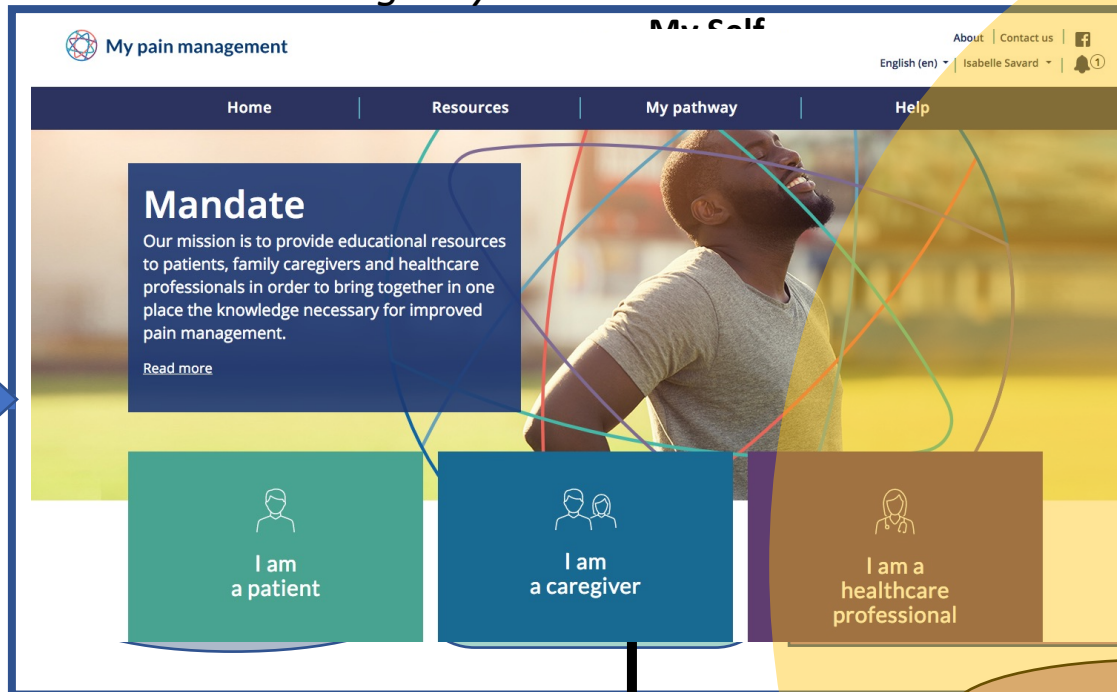 My Self
My pain management
About | Contact us |
English (en) | Isabelle Savard | 1
Home | Resources | My pathway | Help
Mandate
Our mission is to provide educational resources
to patients, family caregivers and healthcare
professionals in order to bring together in one
place the knowledge necessary for improved
pain management.
Read more
I am
a patient
I am
a caregiver
I am a
healthcare
professional